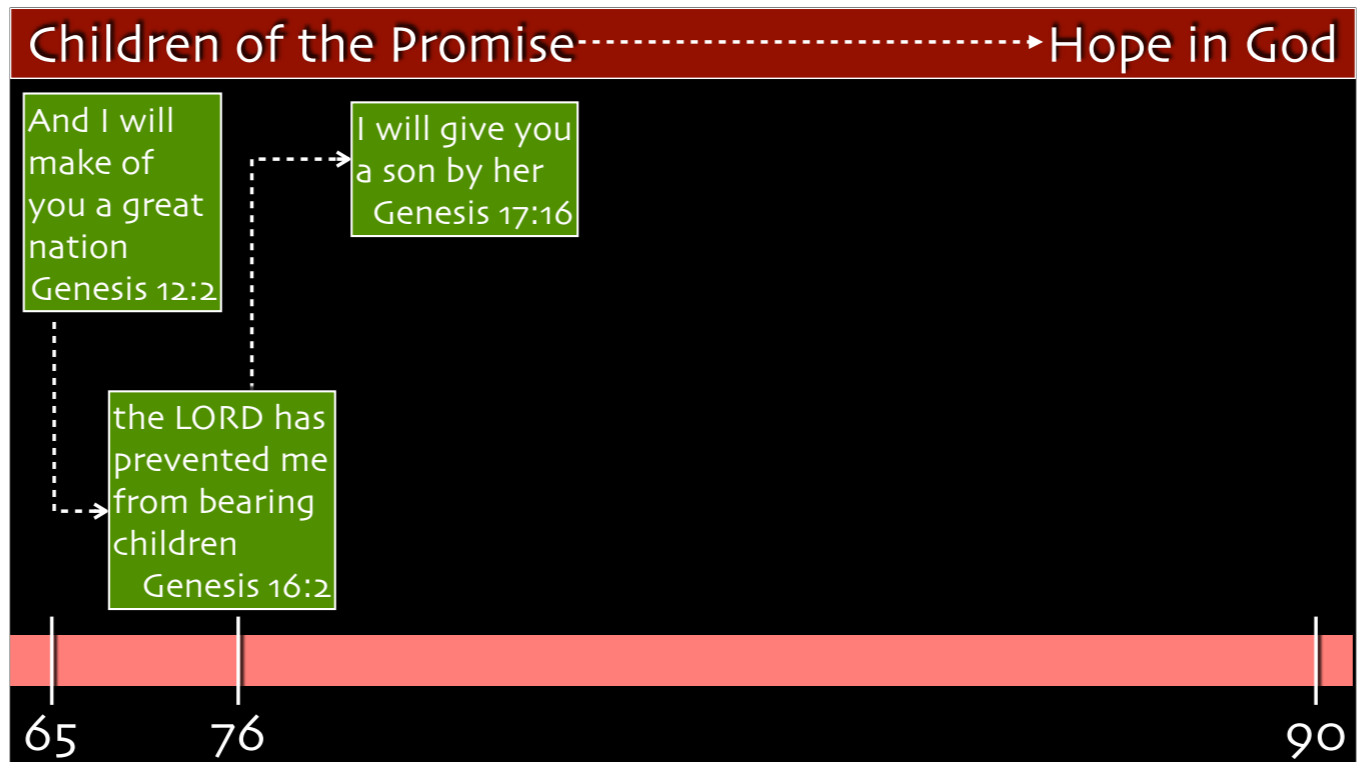 Children of the Promise Hope in God
And I will
make of
you a great
nation
Genesis 12:2
I will give you
a son by her
Genesis 17:16
the LORD has
prevented me
from bearing
children
Genesis 16:2
65 76 90